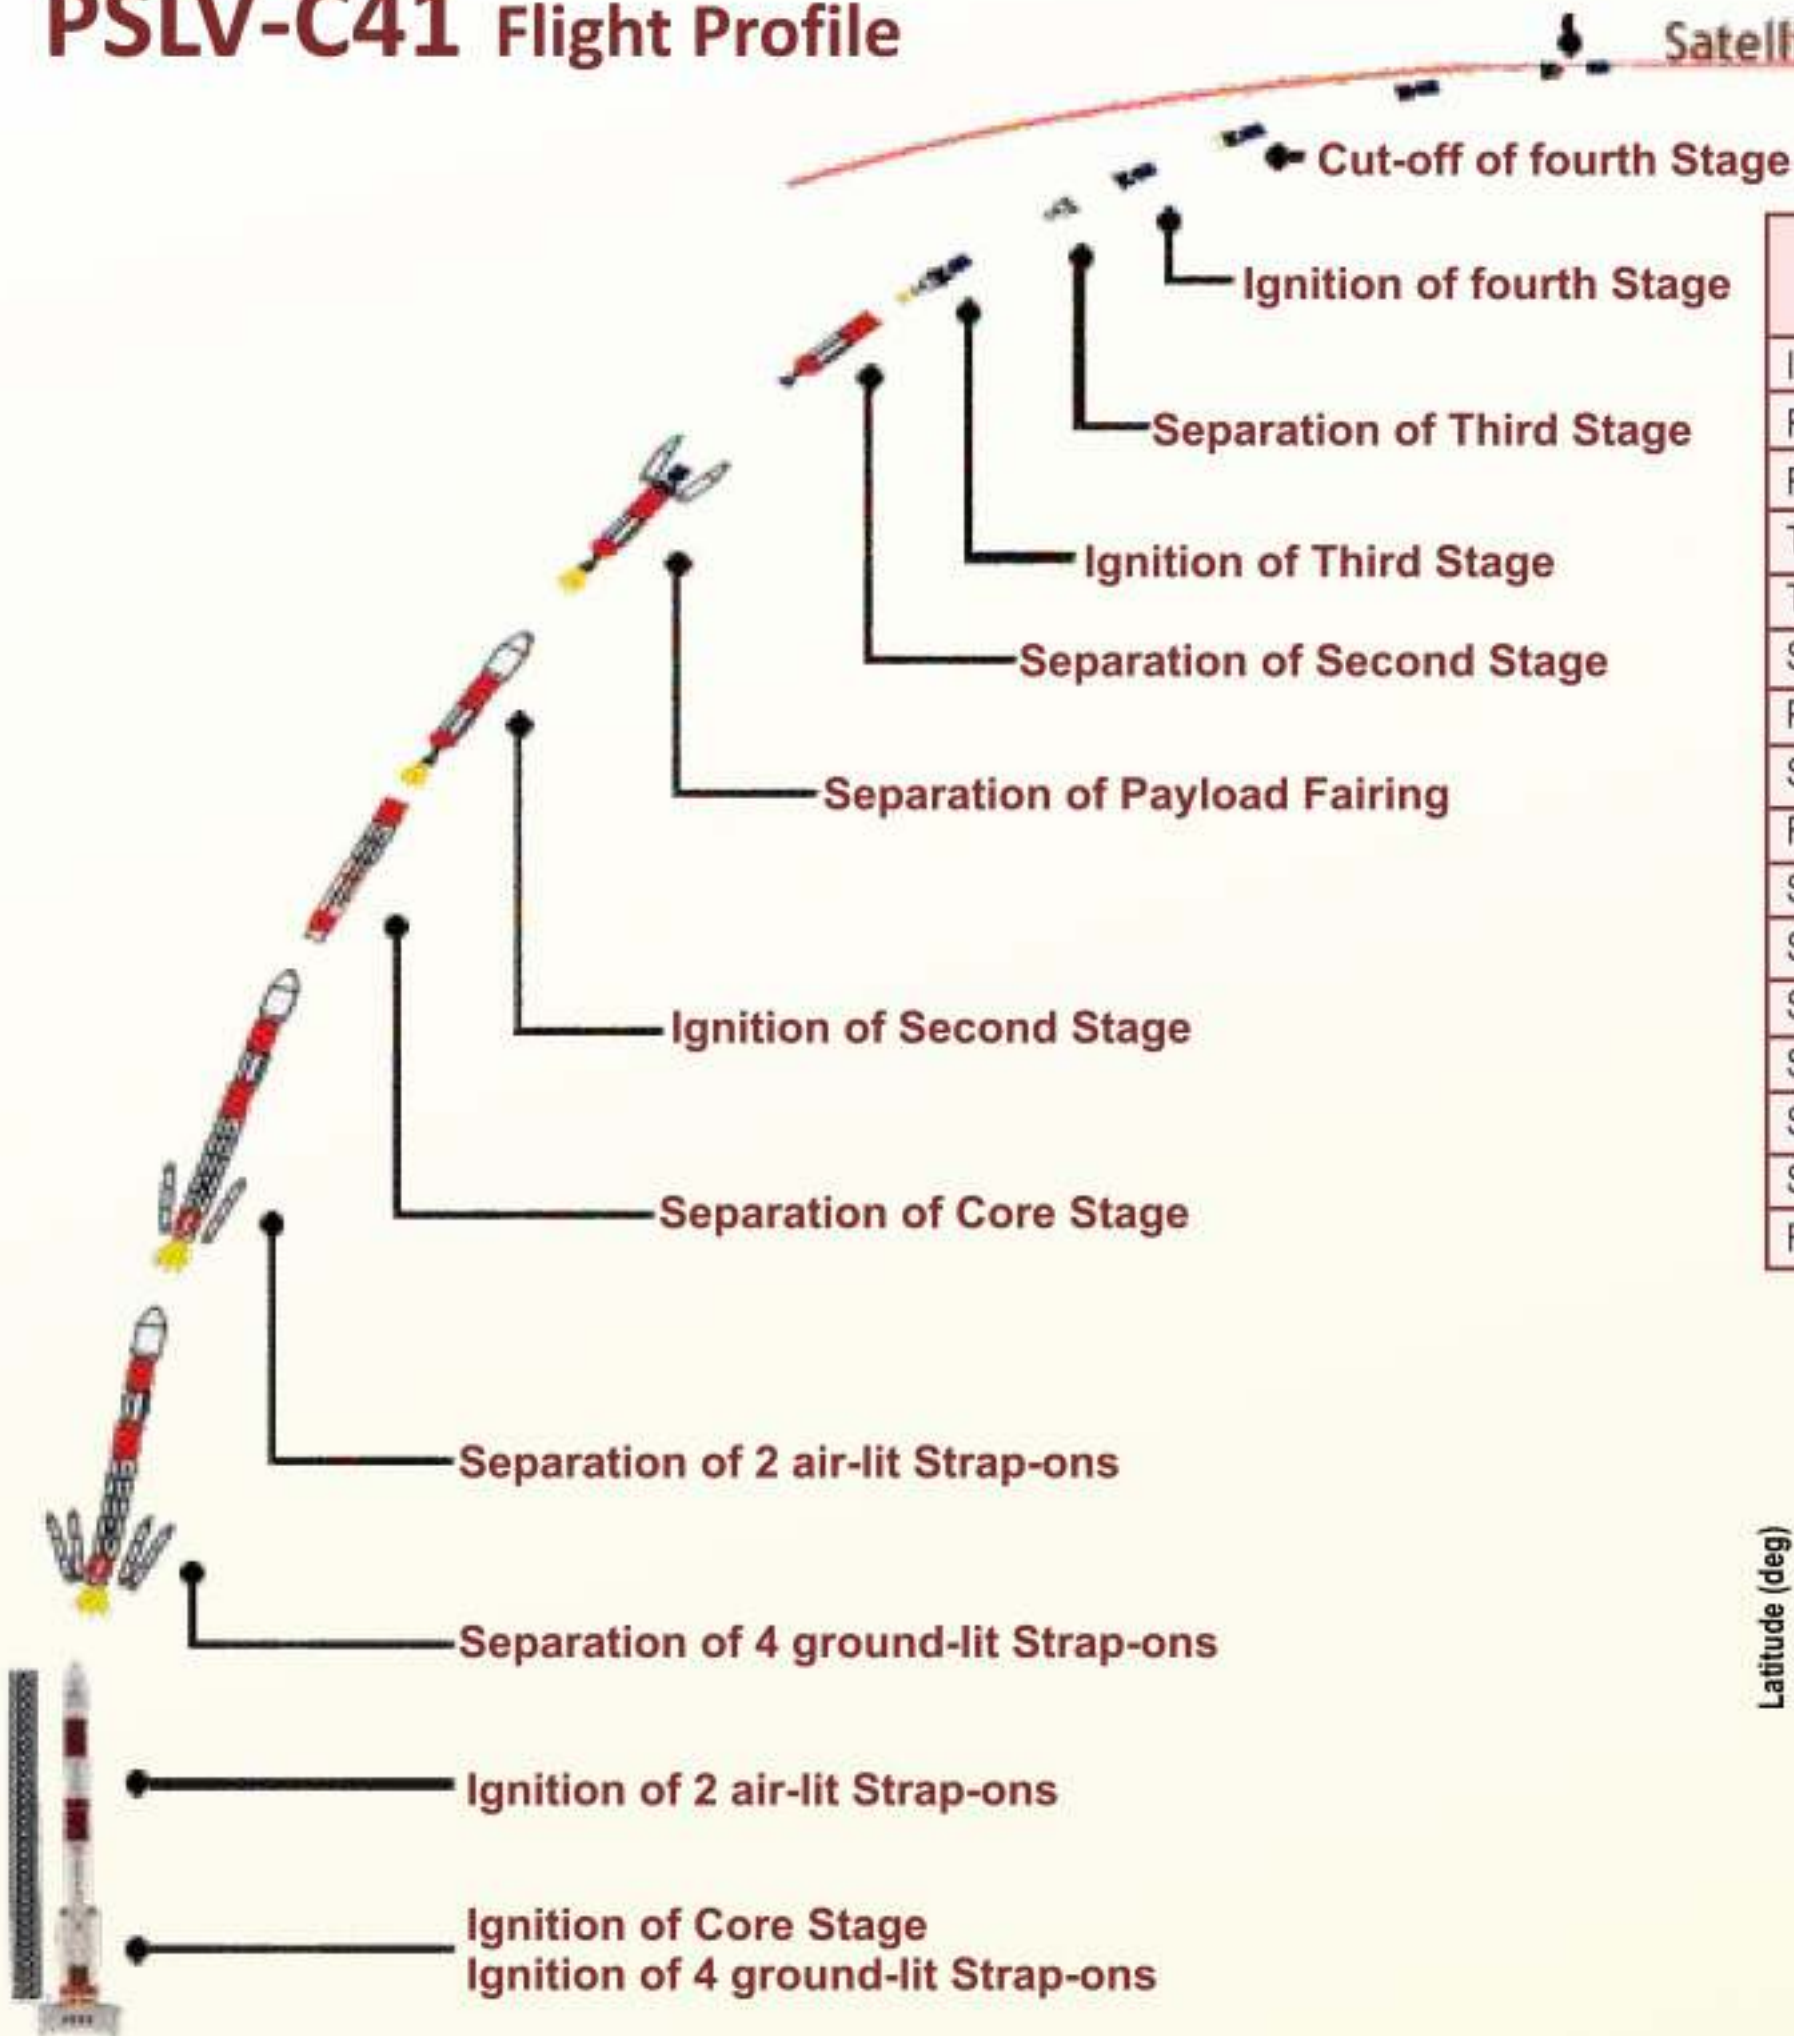 PSLV-C41 Flight Profile
Cut-off of fourth Stage
Ignition of fourth Stage
Separation of Third Stage
Ignition of Third Stage
Separation of Second Stage
Separation of Payload Fairing
Ignition of Second Stage
Separation of Core Stage
Separation of 2 air-lit Strap-ons
Separation of 4 ground-lit Strap-ons
Ignition of 2 air-lit Strap-ons
Ignition of Core Stage
Ignition of 4 ground-lit Strap-ons
Latitude (deg)